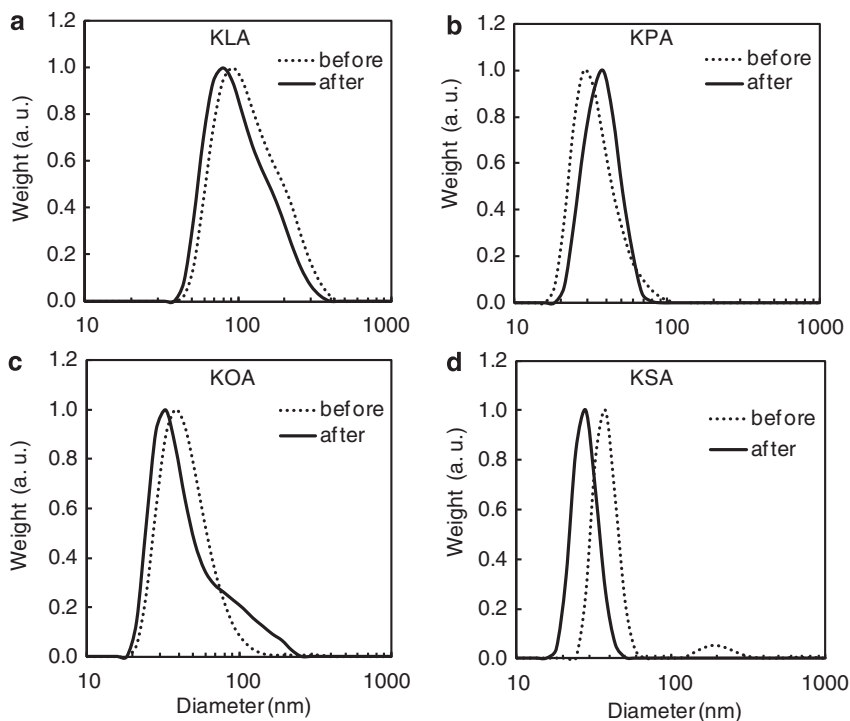 a
KLA
before
after
1.2
1.0
0.8
0.6
0.4
0.2
0.0
Weight (a. u.)
10 100 1000
b
KPA
before
after
1.2
1.0
0.8
0.6
0.4
0.2
0.0
Weight (a. u.)
10 100 1000
c
KOA
before
after
1.2
1.0
0.8
0.6
0.4
0.2
0.0
Weight (a. u.)
10 100 1000
Diameter (nm)
d
KSA
before
after
1.2
1.0
0.8
0.6
0.4
0.2
0.0
Weight (a. u.)
10 100 1000
Diameter (nm)